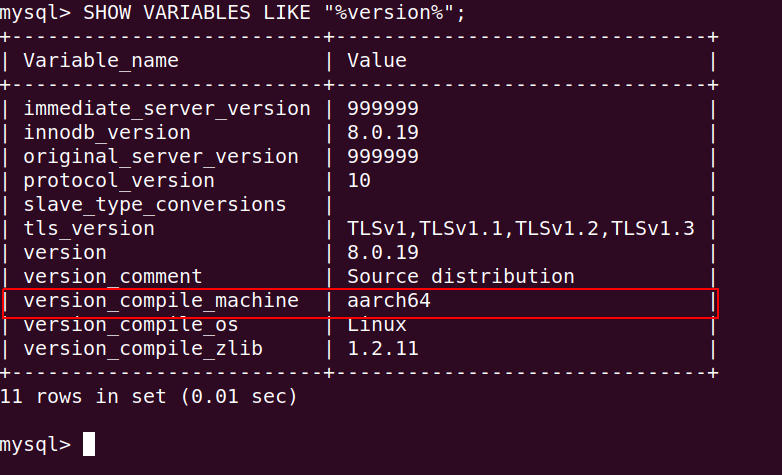 mysql> SHOW VARIABLES LIKE "%version%";
+--------------------------+-------------------------------+
| Variable_name            | Value                         |
+--------------------------+-------------------------------+
| immediate_server_version | 999999                        |
| innodb_version           | 8.0.19                        |
| original_server_version  | 999999                        |
| protocol_version         | 10                            |
| slave_type_conversions   |                               |
| tls_version              | TLSv1,TLSv1.1,TLSv1.2,TLSv1.3 |
| version                  | 8.0.19                        |
| version_comment          | Source distribution           |
| version_compile_machine  | aarch64                       |
| version_compile_os       | Linux                         |
| version_compile_zlib     | 1.2.11                        |
+--------------------------+-------------------------------+
11 rows in set (0.01 sec)
mysql>